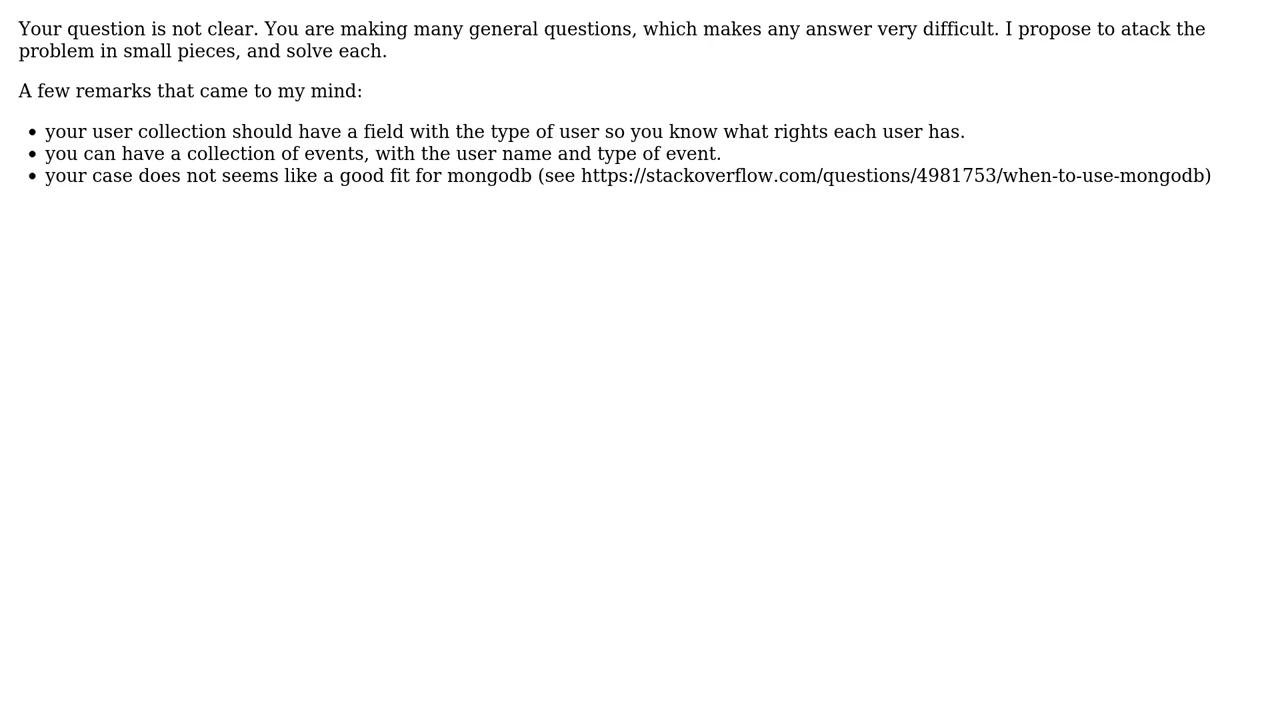 Your question is not clear. You are making many general questions, which makes any answer very difficult. I propose to atack the
problem in small pieces, and solve each.
A few remarks that came to my mind:
• your user collection should have a field with the type of user so you know what rights each user has.
• you can have a collection of events, with the user name and type of event.
• your case does not seems like a good fit for mongodb (see https://stackoverflow.com/questions/4981753/when-to-use-mongodb)